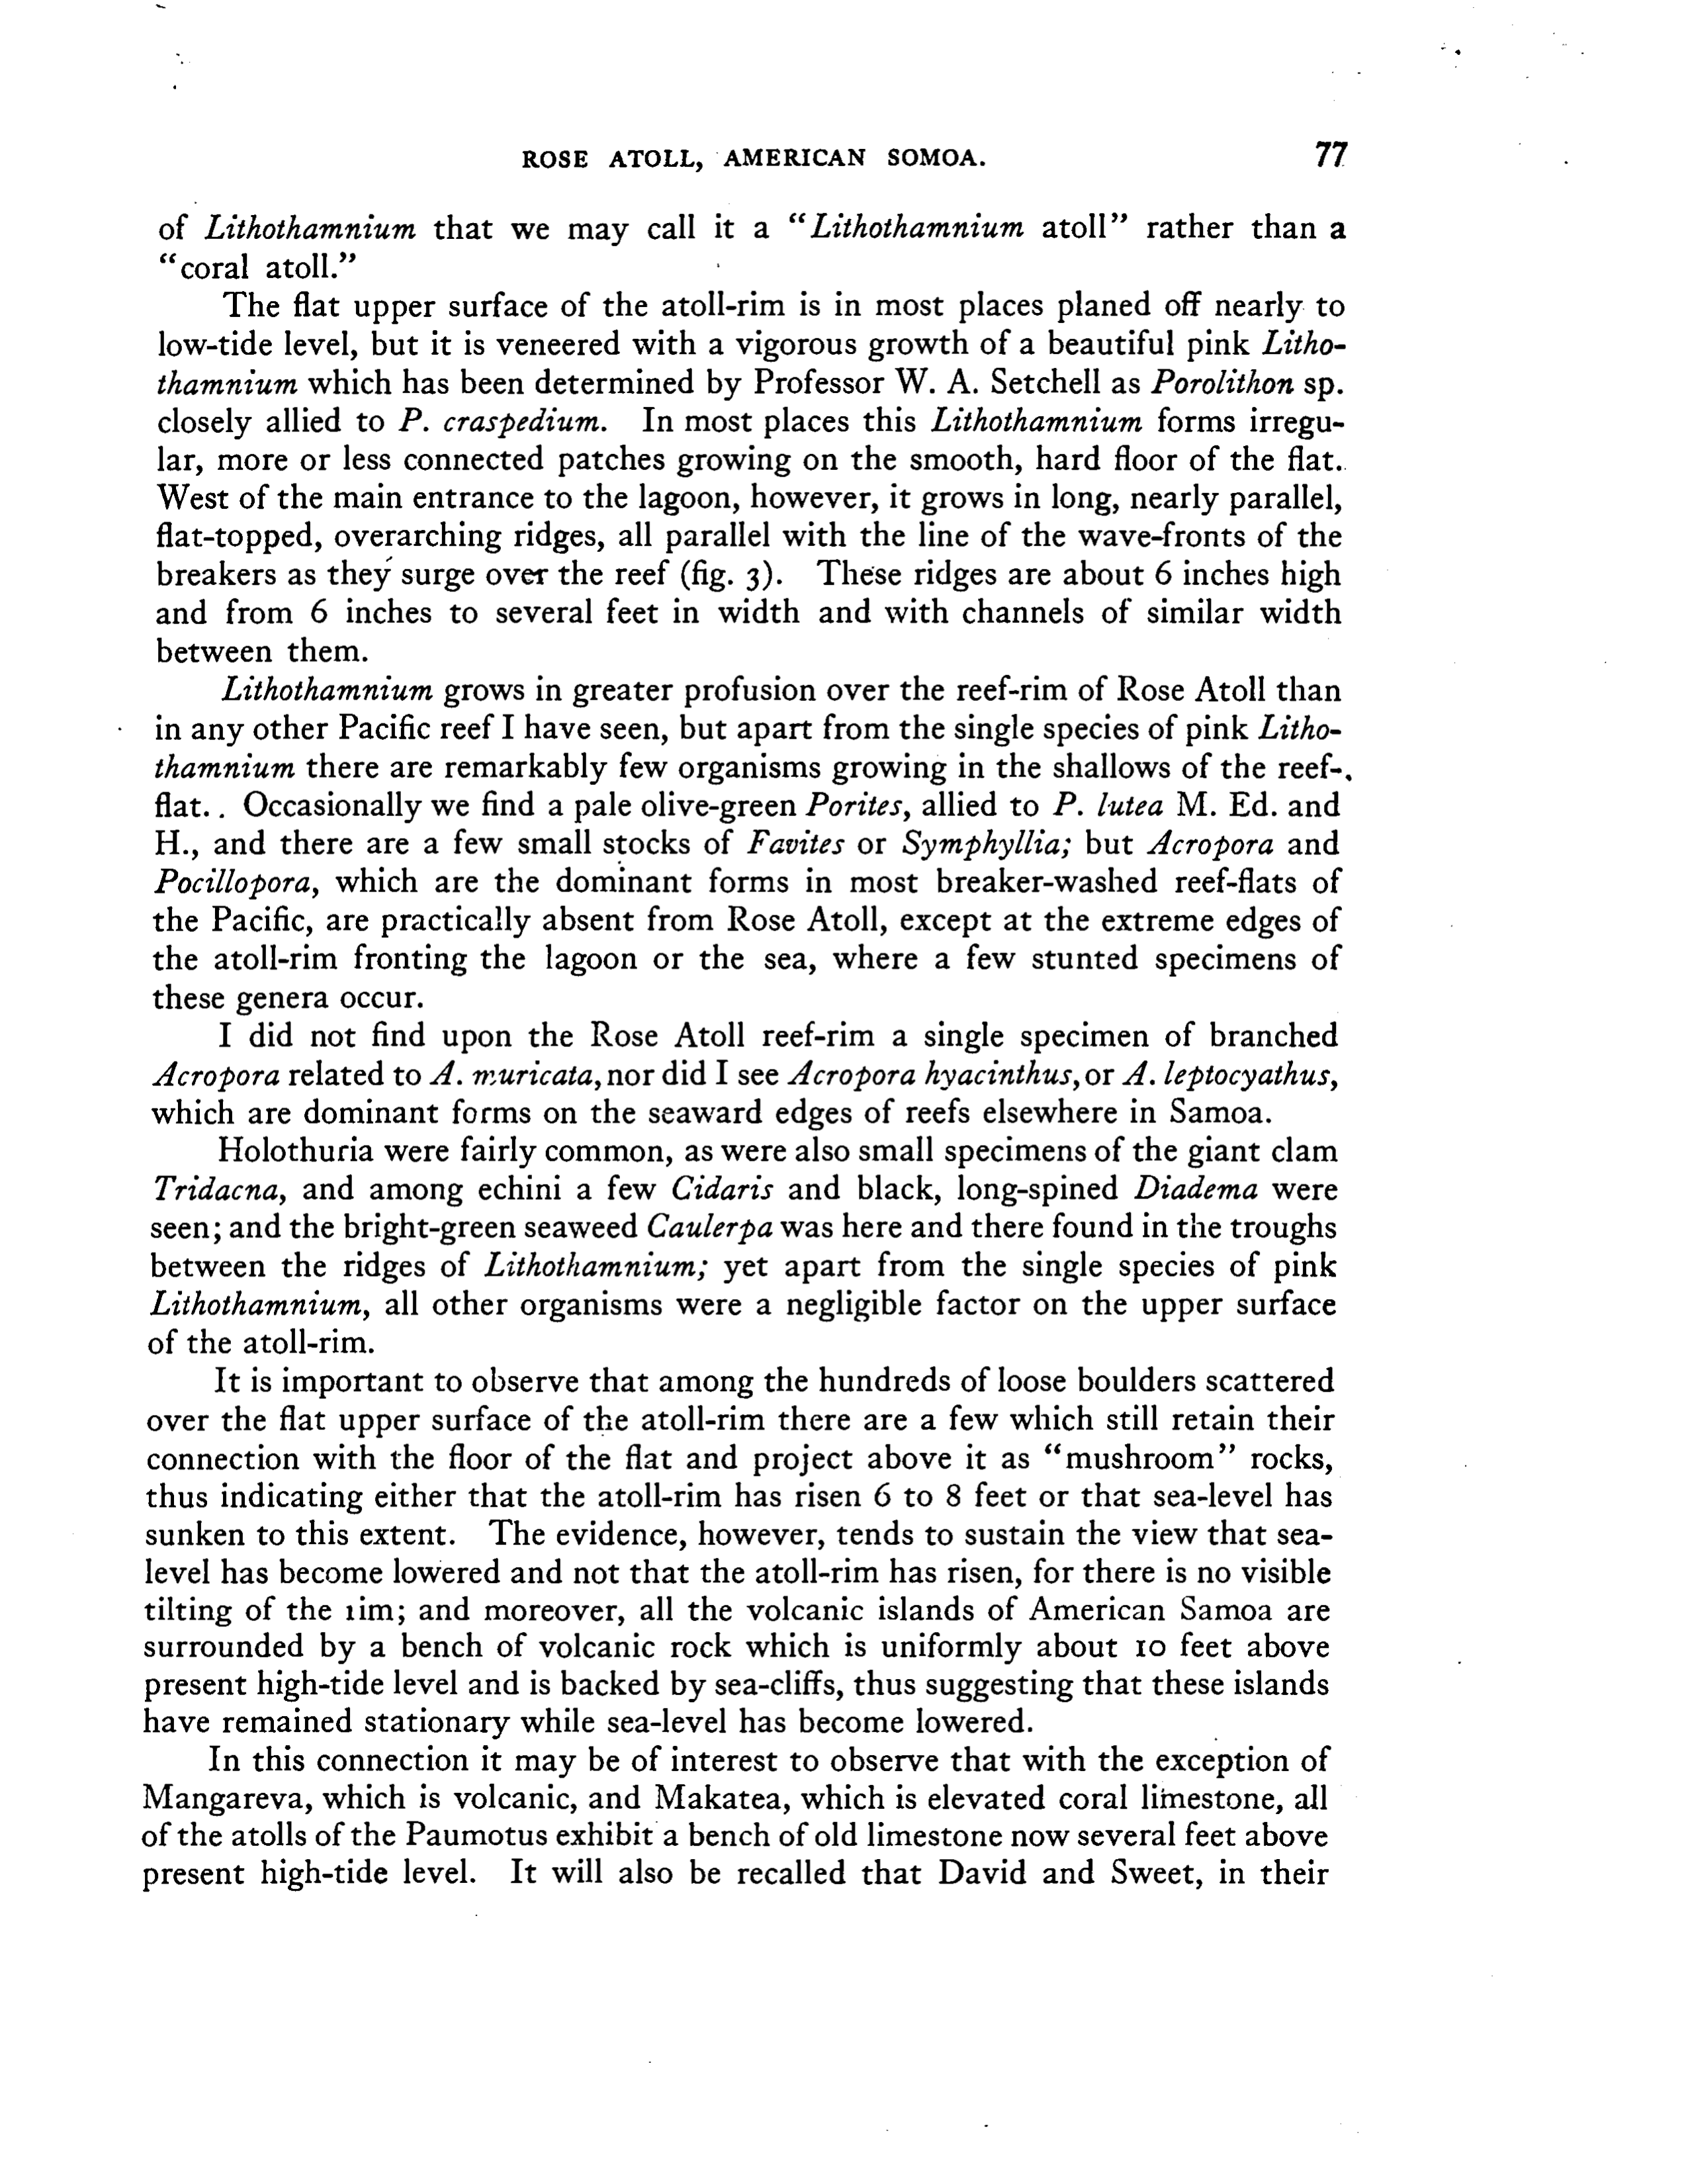 ROSE ATOLL, AMERICAN SOMOA. 77
of Lithothamnium that we may call it a “Lithothamnium atoll” rather than a
“coral atoll.”
The flat upper surface of the atoll-rim is in most places planed off nearly to
low-tide level, but it is veneered with a vigorous growth of a beautiful pink Litho-
thamnium which has been determined by Professor W. A. Setchell as Porolithon sp.
closely allied to P. craspedium. In most places this Lithothamnium forms irregu-
lar, more or less connected patches growing on the smooth, hard floor of the flat.
West of the main entrance to the lagoon, however, it grows in long, nearly parallel,
flat-topped, overarching ridges, all parallel with the line of the wave-fronts of the
breakers as they surge over the reef (fig. 3). These ridges are about 6 inches high
and from 6 inches to several feet in width and with channels of similar width
between them.
Lithothamnium grows in greater profusion over the reef-rim of Rose Atoll than
in any other Pacific reef I have seen, but apart from the single species of pink Litho-
thamnium there are remarkably few organisms growing in the shallows of the reef-
flat. Occasionally we find a pale olive-green Porites, allied to P. lutea M. Ed. and
H., and there are a few small stocks of Favites or Symphyllia; but Acropora and
Pocillopora, which are the dominant forms in most breaker-washed reef-flats of
the Pacific, are practically absent from Rose Atoll, except at the extreme edges of
the atoll-rim fronting the lagoon or the sea, where a few stunted specimens of
these genera occur.
I did not find upon the Rose Atoll reef-rim a single specimen of branched
Acropora related to A. muricata, nor did I see Acropora hyacinthus, or A. leptocyathus,
which are dominant forms on the seaward edges of reefs elsewhere in Samoa.
Holothuria were fairly common, as were also small specimens of the giant clam
Tridacna, and among echini a few Cidaris and black, long-spined Diadema were
seen; and the bright-green seaweed Caulerpa was here and there found in the troughs
between the ridges of Lithothamnium; yet apart from the single species of pink
Lithothamnium, all other organisms were a negligible factor on the upper surface
of the atoll-rim.
It is important to observe that among the hundreds of loose boulders scattered
over the flat upper surface of the atoll-rim there are a few which still retain their
connection with the floor of the flat and project above it as “mushroom” rocks,
thus indicating either that the atoll-rim has risen 6 to 8 feet or that sea-level has
sunken to this extent. The evidence, however, tends to sustain the view that sea-
level has become lowered and not that the atoll-rim has risen, for there is no visible
tilting of the rim; and moreover, all the volcanic islands of American Samoa are
surrounded by a bench of volcanic rock which is uniformly about 10 feet above
present high-tide level and is backed by sea-cliffs, thus suggesting that these islands
have remained stationary while sea-level has become lowered.
In this connection it may be of interest to observe that with the exception of
Mangareva, which is volcanic, and Makatea, which is elevated coral limestone, all
of the atolls of the Paumotus exhibit a bench of old limestone now several feet above
present high-tide level. It will also be recalled that David and Sweet, in their